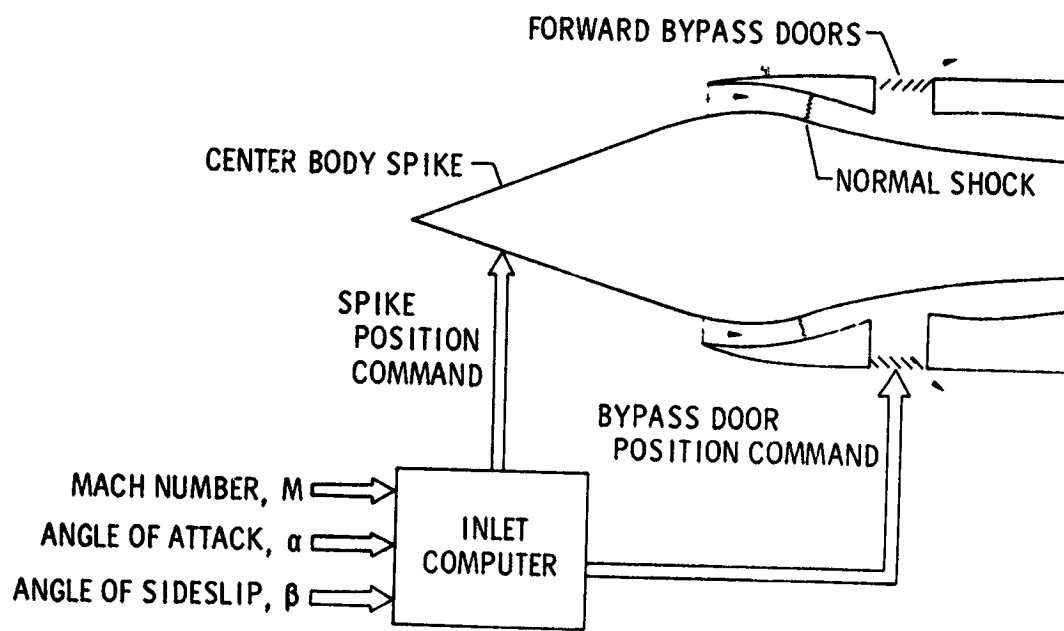 FORWARD BYPASS DOORS
CENTER BODY SPIKE
NORMAL SHOCK
SPIKE
POSITION
COMMAND
BYPASS DOOR
POSITION COMMAND
MACH NUMBER, M
ANGLE OF ATTACK, α
ANGLE OF SIDESLIP, β
INLET
COMPUTER